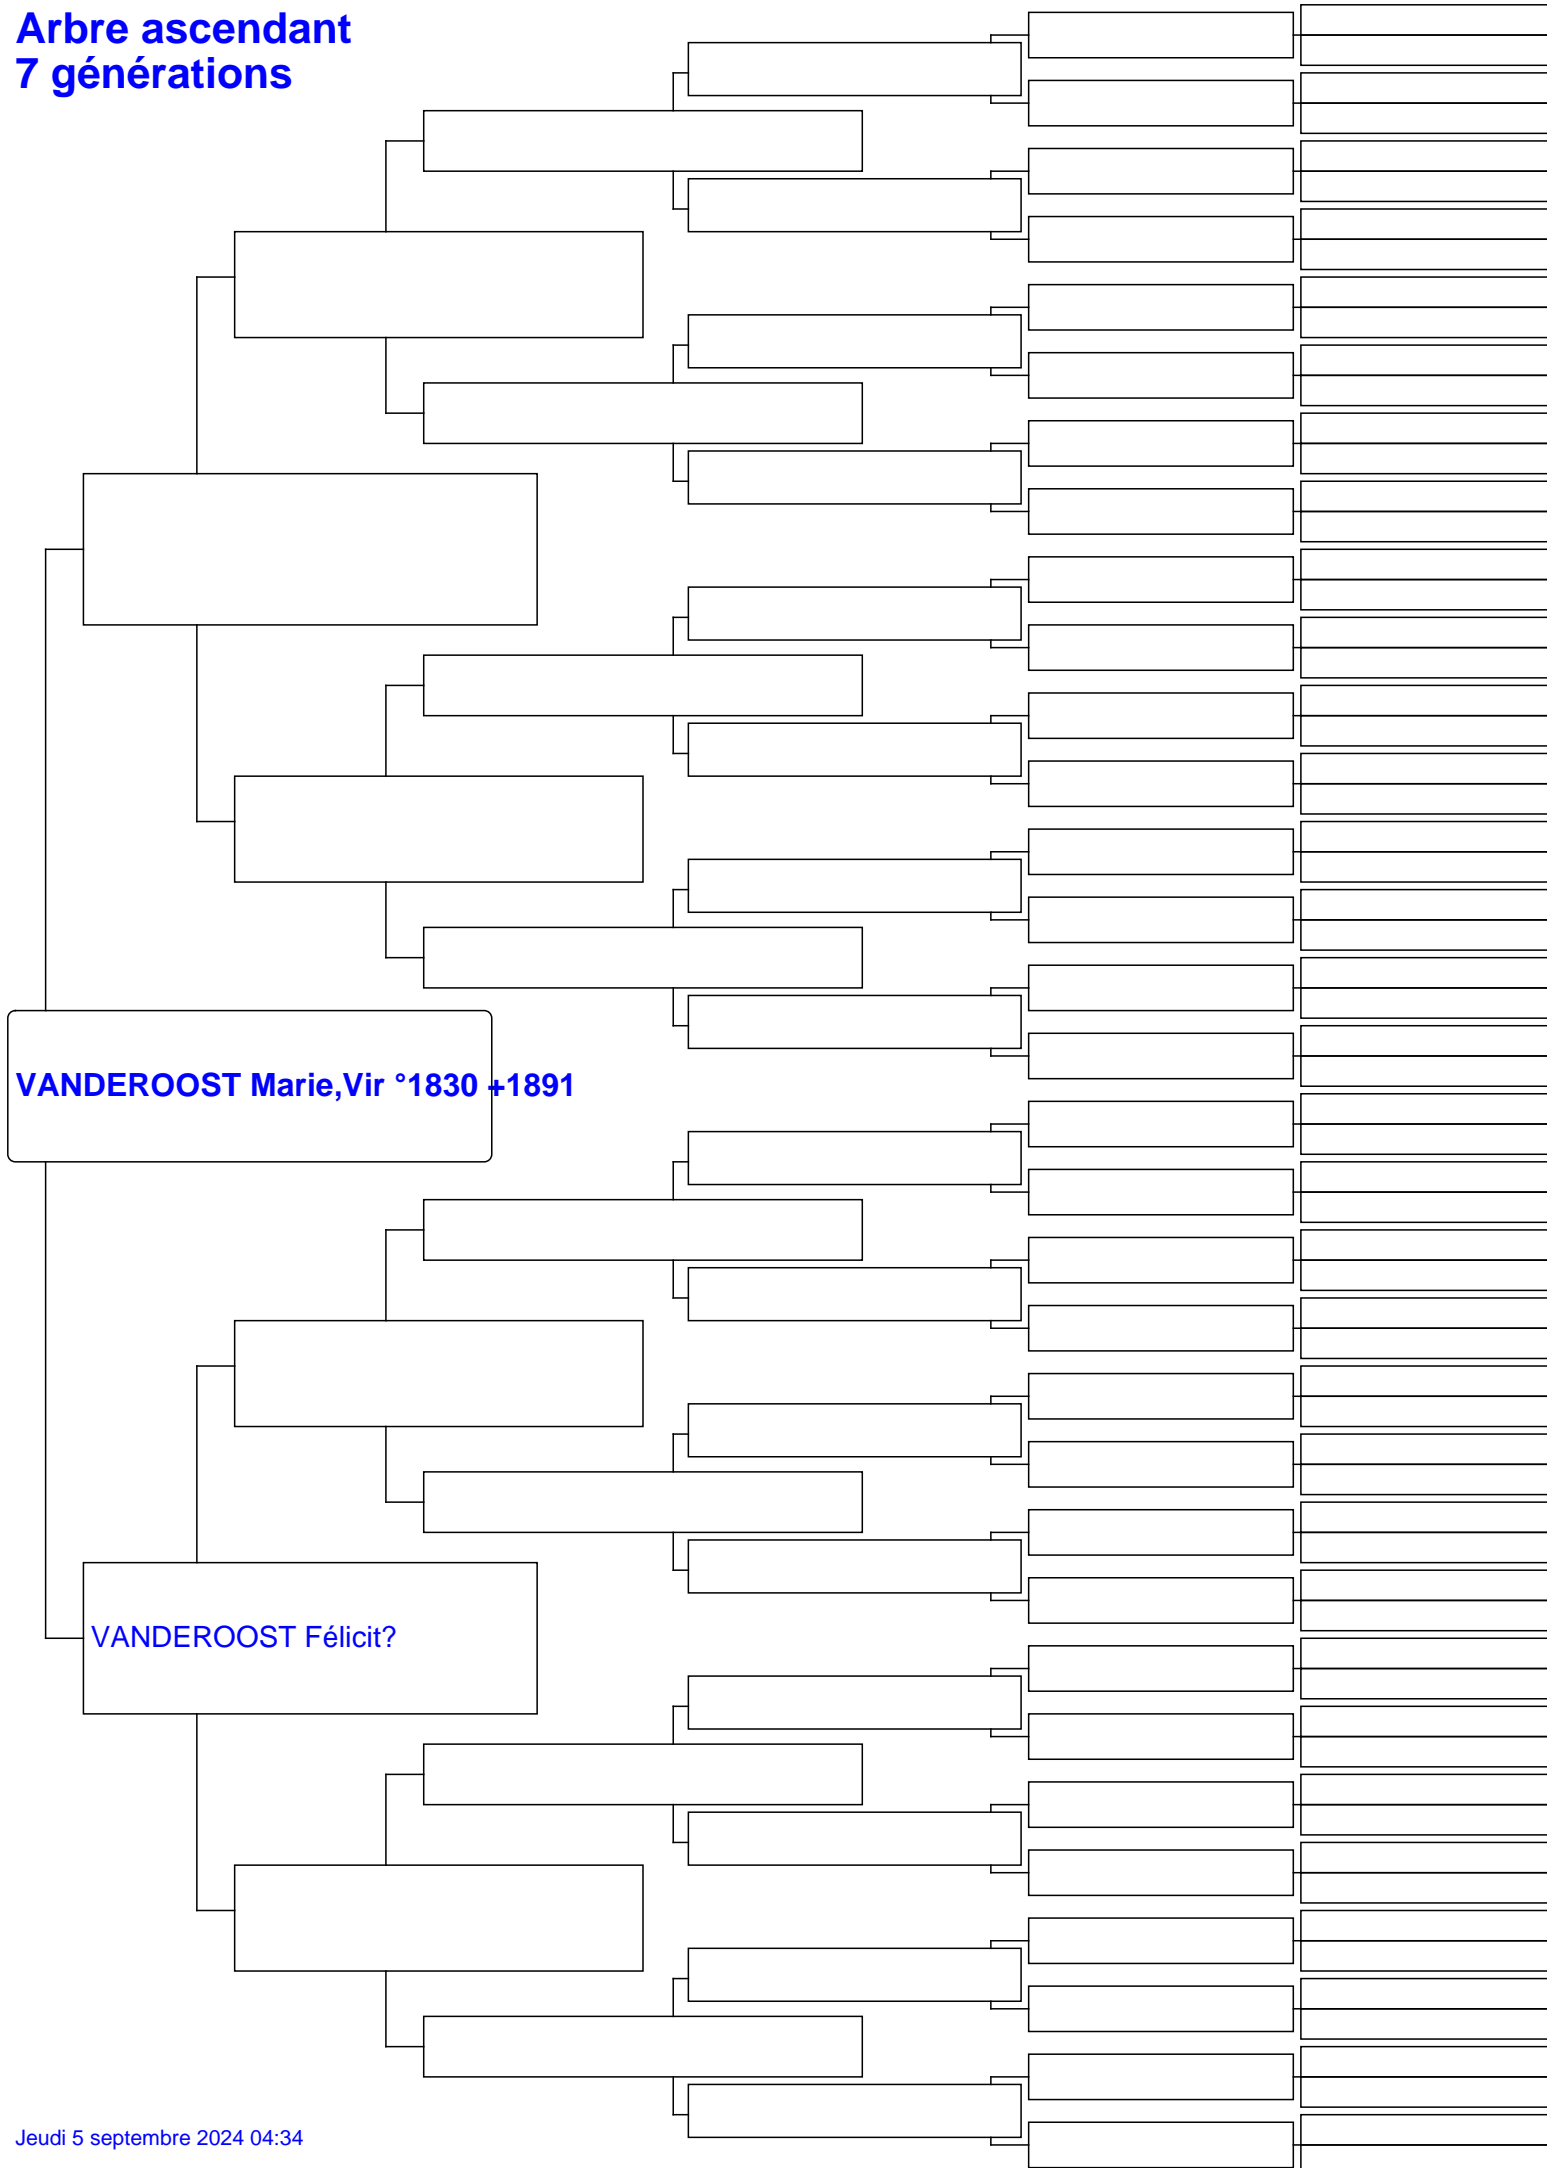 Arbre ascendant
7 générations
VANDEROOST Marie,Vir °1830 +1891
VANDEROOST Félicit?
Jeudi 5 septembre 2024 04:34